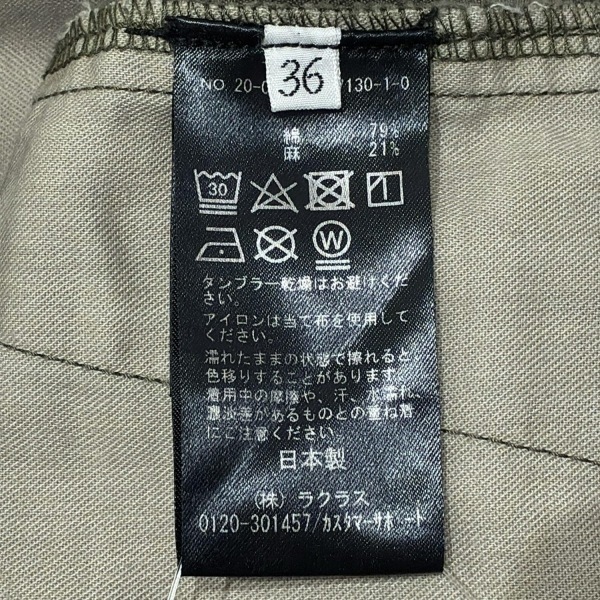 36
NO 20-0 130-1-0
綿 79%
麻 21%
30
W
タンブラー乾燥はお避けくだ
さい。
アイロンは当て布を使用して
ください。
濡れたままの状態で擦れると
色移りすることがあります。
着用中の摩擦や、汗、水濡れ、
濃淡等があるものとの重ね着
にご注意ください。
日本製
(株) ラクラス
0120-301457/カスタマーサポート